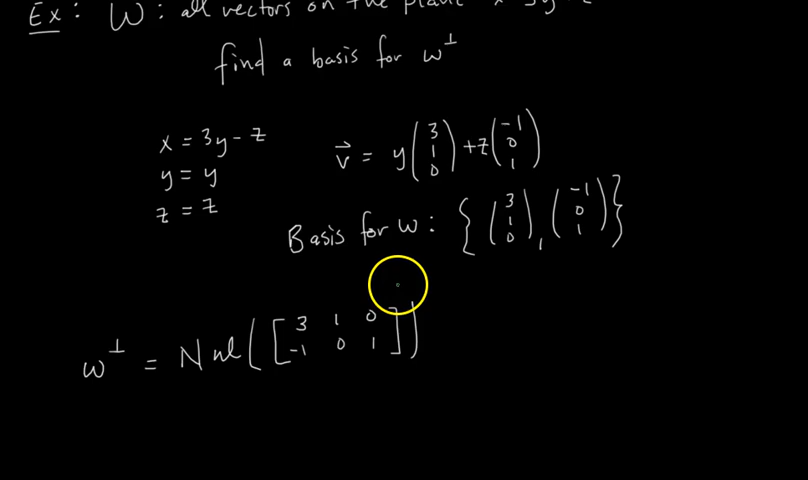 Ex: W: all vectors on the plane
find a basis for W⊥
x = 3y - z
y = y
z = z
v⃗ = y(3 1 0) + z(-1 0 1)
Basis for W: {(3 1 0), (-1 0 1)}
W⊥ = Nul([3 1 0
-1 0 1])